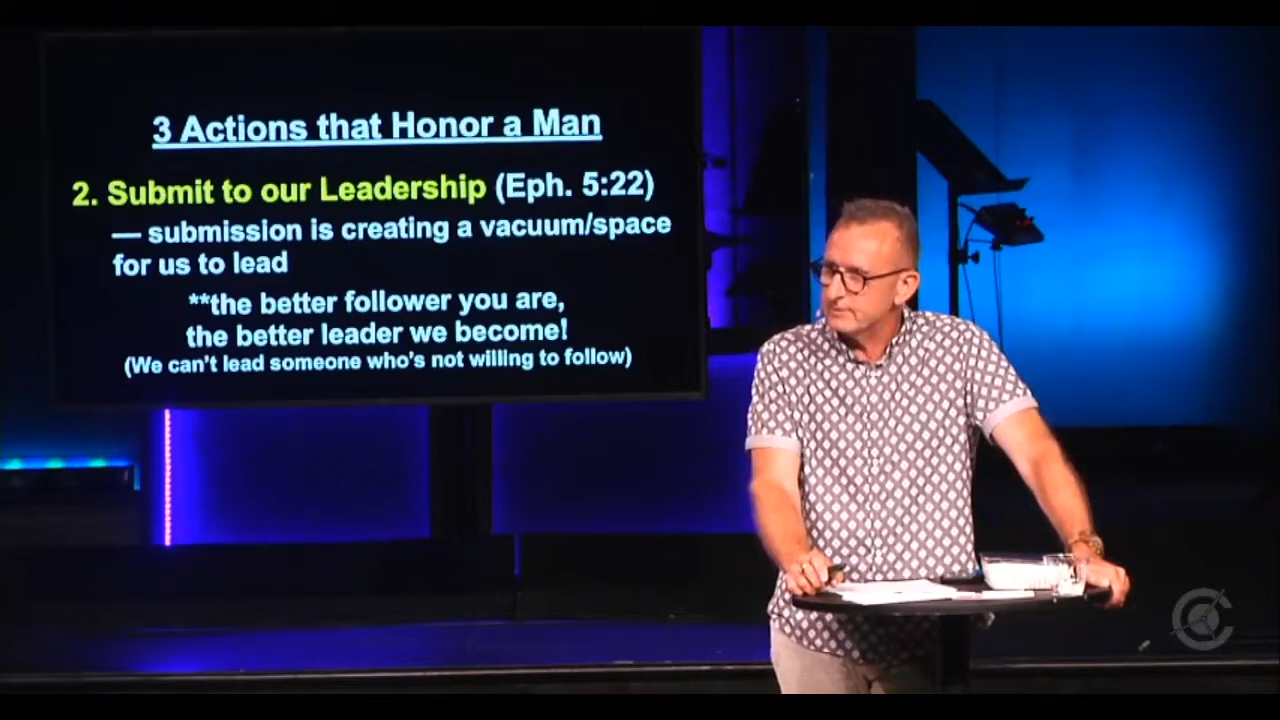 3 Actions that Honor a Man
2. Submit to our Leadership (Eph. 5:22)
— submission is creating a vacuum/space
for us to lead
**the better follower you are,
the better leader we become!
(We can't lead someone who's not willing to follow)